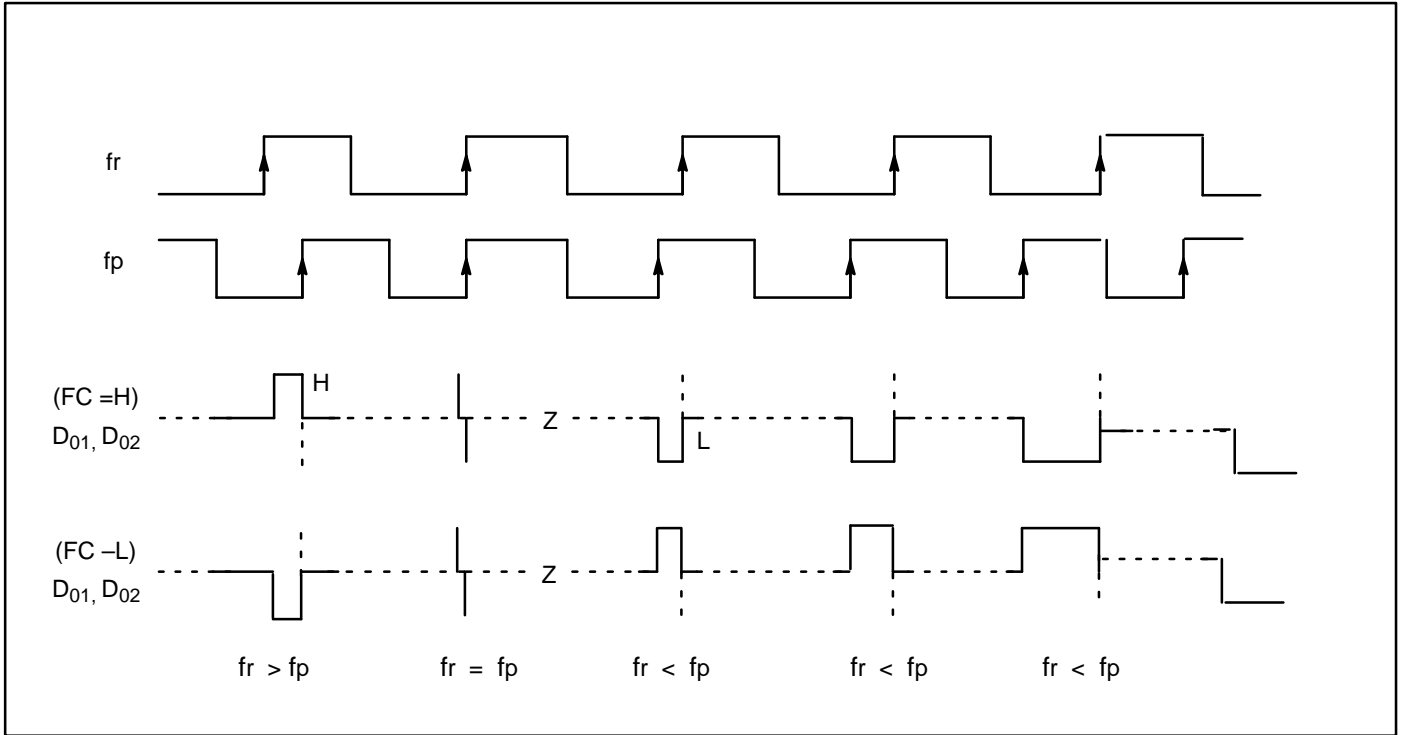 fr
fp
(FC =H)
D01, D02
H
Z
L
(FC –L)
D01, D02
Z
fr > fp
fr = fp
fr < fp
fr < fp
fr < fp